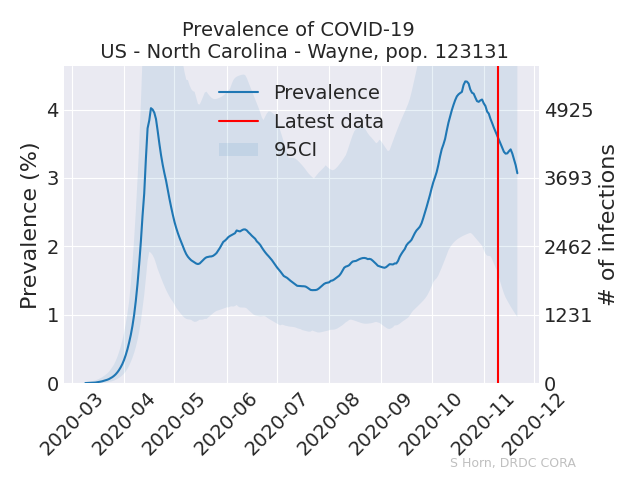 Prevalence of COVID-19
US - North Carolina - Wayne, pop. 123131
Prevalence
Latest data
95CI
Prevalence (%)
4
3
2
1
0
4925
3693
2462
1231
0
# of infections
2020-03
2020-04
2020-05
2020-06
2020-07
2020-08
2020-09
2020-10
2020-11
2020-12
S Horn, DRDC CORA